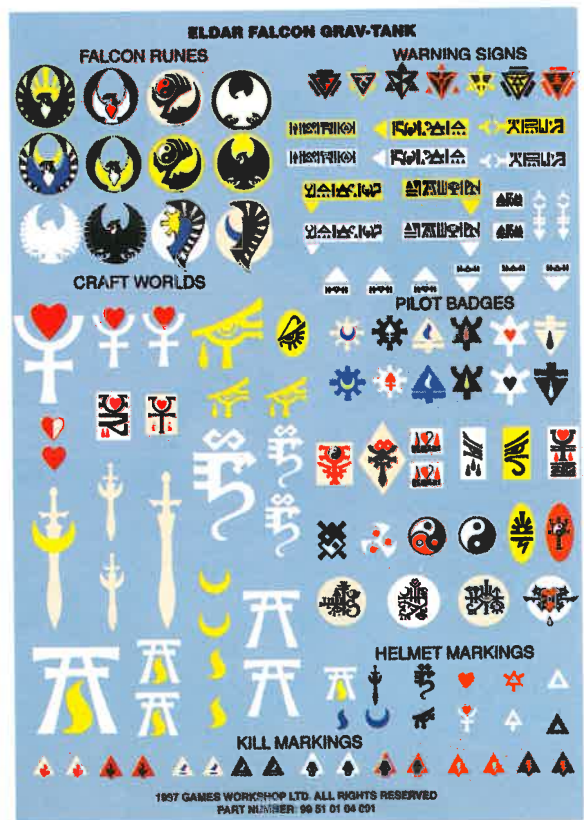 ELDAR FALCON GRAV-TANK
FALCON RUNES
WARNING SIGNS
CRAFT WORLDS
PILOT BADGES
HELMET MARKINGS
KILL MARKINGS
1997 GAMES WORKSHOP LTD. ALL RIGHTS RESERVED
PART NUMBER: 99 51 01 04 091